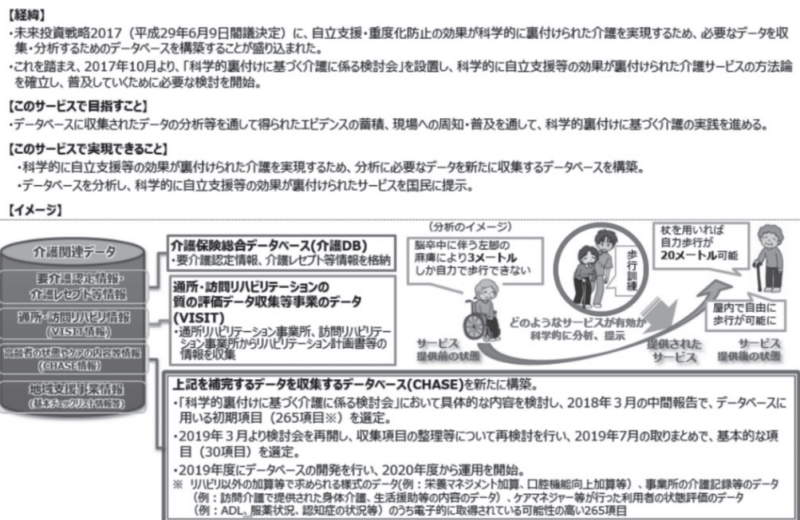 【経緯】
・未来投資戦略2017（平成29年6月9日閣議決定）に、自立支援・重度化防止の効果が科学的に裏付けられた介護を実現するため、必要なデータを収
集・分析するためのデータベースを構築することが盛り込まれた。
・これを踏まえ、2017年10月より、「科学的裏付けに基づく介護に係る検討会」を設置し、科学的に自立支援等の効果が裏付けられた介護サービスの方法論
を確立し、普及していくために必要な検討を開始。
【このサービスで目指すこと】
・データベースに収集されたデータの分析等を通して得られたエビデンスの蓄積、現場への周知・普及を通して、科学的裏付けに基づく介護の実践を進める。
【このサービスで実現できること】
・科学的に自立支援等の効果が裏付けられた介護を実現するため、分析に必要なデータを新たに収集するデータベースを構築。
・データベースを分析し、科学的に自立支援等の効果が裏付けられたサービスを国民に提示。
【イメージ】
介護関連データ
要介護認定情報・
介護レセプト等情報
通所・訪問リハビリ情報
(VISIT情報)
高齢者の状態やケアの内容等情報
(CHASE情報)
地域支援事業情報
(基本チェックリスト情報等)
介護保険総合データベース(介護DB)
・要介護認定情報、介護レセプト等情報を格納
通所・訪問リハビリテーションの
質の評価データ収集等事業のデータ
(VISIT)
・通所リハビリテーション事業所、訪問リハビリテー
ション事業所からリハビリテーション計画書等の
情報を収集
（分析のイメージ）
脳卒中に伴う左脚の
麻痺により3メートル
しか自力で歩行できない
歩行訓練
杖を用いれば
自力歩行が
20メートル可能
屋内で自由に
歩行が可能に
どのようなサービスが有効か
科学的に分析、提示
サービス
提供前の状態
提供された
サービス
サービス
提供後の状態
上記を補完するデータを収集するデータベース(CHASE)を新たに構築。
・「科学的裏付けに基づく介護に係る検討会」において具体的な内容を検討し、2018年３月の中間報告で、データベースに
用いる初期項目（265項目※）を選定。
・2019年３月より検討会を再開し、収集項目の整理等について再検討を行い、2019年7月の取りまとめで、基本的な項
目（30項目）を選定。
・2019年度にデータベースの開発を行い、2020年度から運用を開始。
※ リハビリ以外の加算等で求められる様式のデータ（例：栄養マネジメント加算、口腔機能向上加算等）、事業所の介護記録等のデータ
（例：訪問介護で提供された身体介護、生活援助等の内容のデータ）、ケアマネジャー等が行った利用者の状態評価のデータ
（例：ADL、服薬状況、認知症の状況等）のうち電子的に取得されている可能性の高い265項目